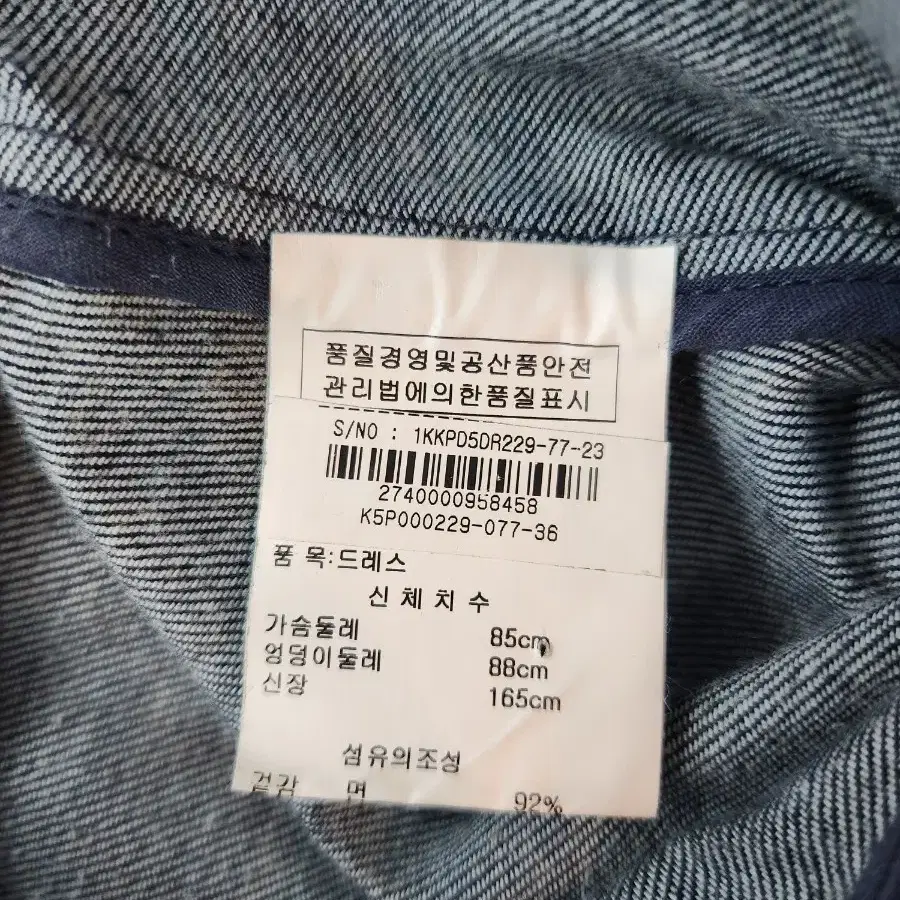 품질경영및공산품안전
관리법에의한품질표시
S/NO : 1KKPD5DR229-77-23
2740000958458
K5P000229-077-36
품 목:드레스
신 체 치 수
가슴둘레 85cm
엉덩이둘레 88cm
신장 165cm
섬유의조성
겉감 면 92%